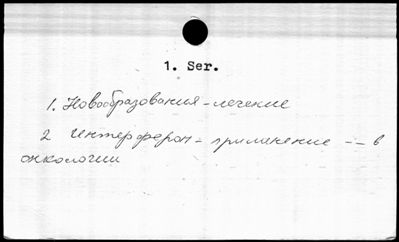 1. Ser.
1. Новообразования - лечение
2 Интерферон - применение -- в
онкологии